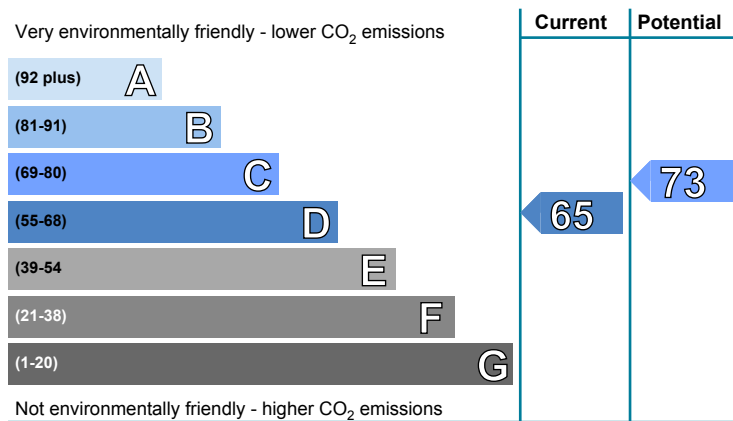 Very environmentally friendly - lower CO₂ emissions
Current
Potential
(92 plus) A
(81-91) B
(69-80) C
(55-68) D
(39-54 E
(21-38) F
(1-20) G
65
73
Not environmentally friendly - higher CO₂ emissions